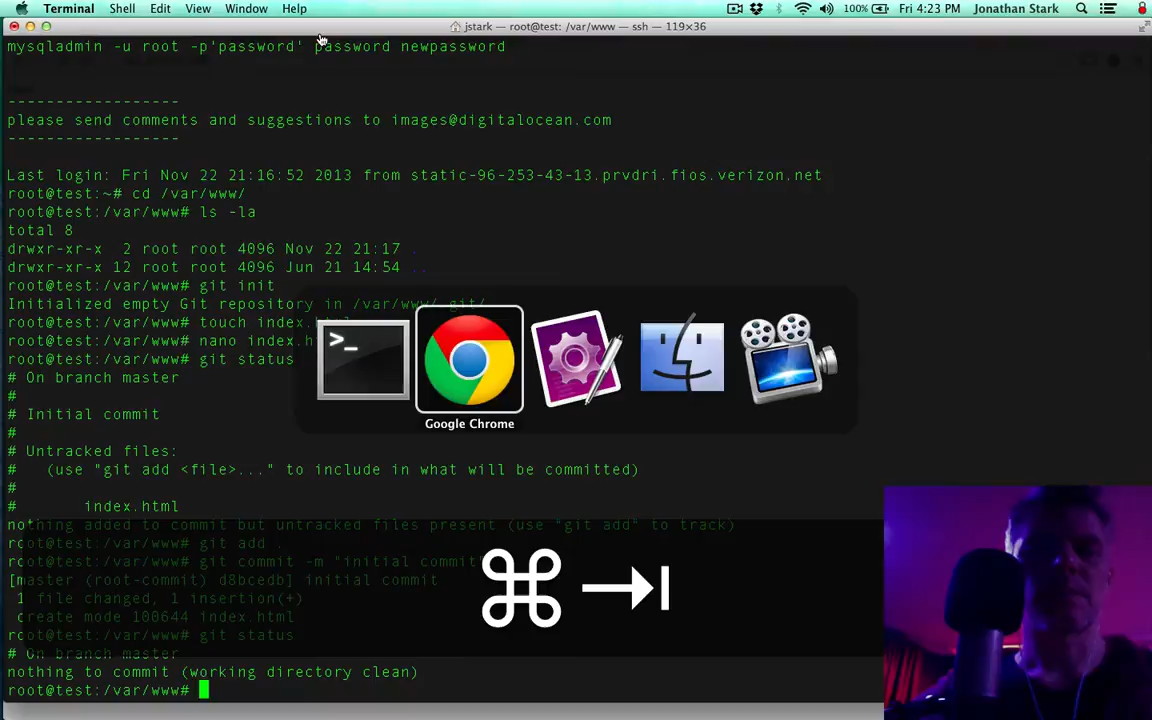 Terminal Shell Edit View Window Help 100% Fri 4:23 PM Jonathan Stark
jstark — root@test: /var/www — ssh — 119×36
mysqladmin -u root -p'password' password newpassword
------------------
please send comments and suggestions to images@digitalocean.com
------------------
Last login: Fri Nov 22 21:16:52 2013 from static-96-253-43-13.prvdri.fios.verizon.net
root@test:~# cd /var/www/
root@test:/var/www# ls -la
total 8
drwxr-xr-x  2 root root 4096 Nov 22 21:17 .
drwxr-xr-x 12 root root 4096 Jun 21 14:54 ..
root@test:/var/www# git init
Initialized empty Git repository in /var/www/.git/
root@test:/var/www# touch index.html
root@test:/var/www# nano index.h
root@test:/var/www# git status
# On branch master
#
# Initial commit
#
# Untracked files:
#   (use "git add <file>..." to include in what will be committed)
#
#       index.html
nothing added to commit but untracked files present (use "git add" to track)
root@test:/var/www# git add .
root@test:/var/www# git commit -m "initial commit"
[master (root-commit) d8bcedb] initial commit
 1 file changed, 1 insertion(+)
 create mode 100644 index.html
root@test:/var/www# git status
# On branch master
nothing to commit (working directory clean)
root@test:/var/www#
>_
Google Chrome
⌘⇥